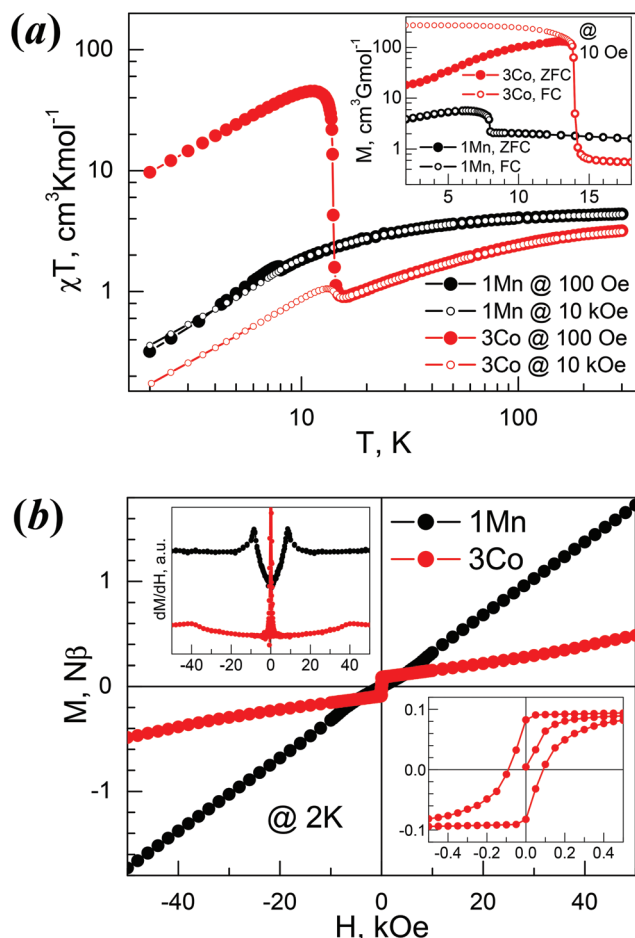 (a)
100
10
1
χT, cm³Kmol⁻¹
10
100
T, K
1Mn @ 100 Oe
1Mn @ 10 kOe
3Co @ 100 Oe
3Co @ 10 kOe
100
10
1
M, cm³Gmol⁻¹
5
10
15
@
10 Oe
3Co, ZFC
3Co, FC
1Mn, ZFC
1Mn, FC
(b)
1
0
-1
M, Nβ
1Mn
3Co
dM/dH, a.u.
-40
-20
0
20
40
0.1
0.0
-0.1
-0.4
-0.2
0.0
0.2
0.4
@ 2K
-40
-20
0
20
40
H, kOe